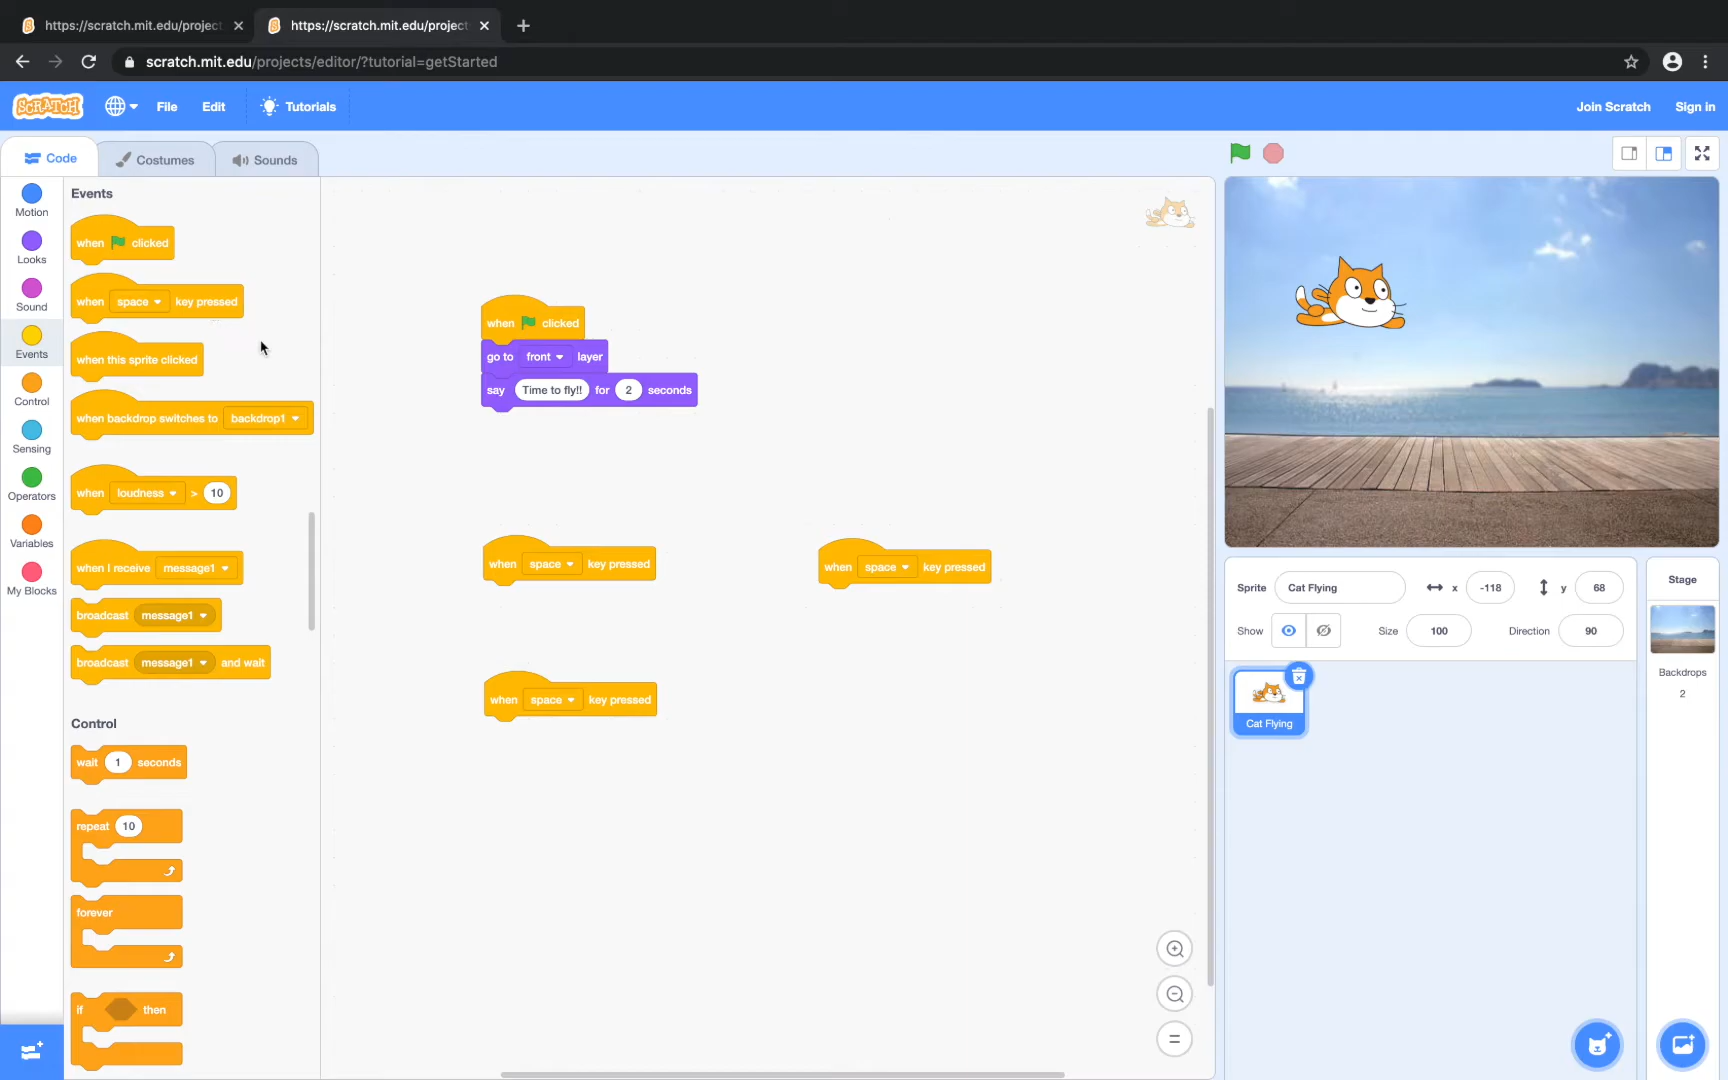 https://scratch.mit.edu/project
https://scratch.mit.edu/project
scratch.mit.edu/projects/editor/?tutorial=getStarted
SCRATCH
File
Edit
Tutorials
Join Scratch
Sign in
Code
Costumes
Sounds
Motion
Looks
Sound
Events
Control
Sensing
Operators
Variables
My Blocks
Events
when clicked
when space key pressed
when this sprite clicked
when backdrop switches to backdrop1
when loudness > 10
when I receive message1
broadcast message1
broadcast message1 and wait
Control
wait 1 seconds
repeat 10
forever
if then
when clicked
go to front layer
say Time to fly!! for 2 seconds
when space key pressed
when space key pressed
when space key pressed
Sprite Cat Flying x -118 y 68
Show Size 100 Direction 90
Cat Flying
Stage
Backdrops
2